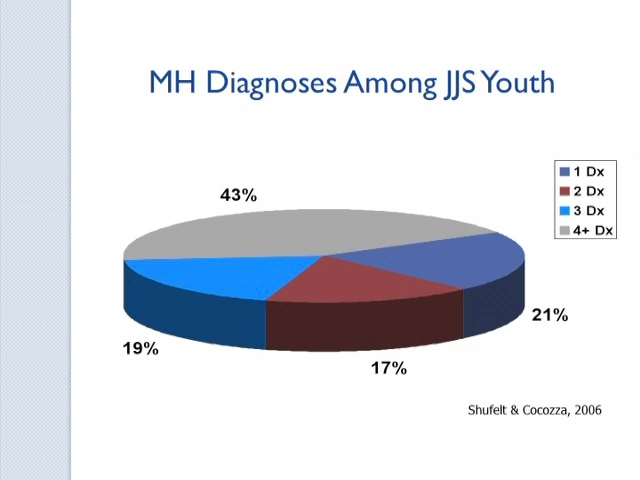 MH Diagnoses Among JJS Youth
43%
1 Dx
2 Dx
3 Dx
4+ Dx
21%
19%
17%
Shufelt & Cocozza, 2006